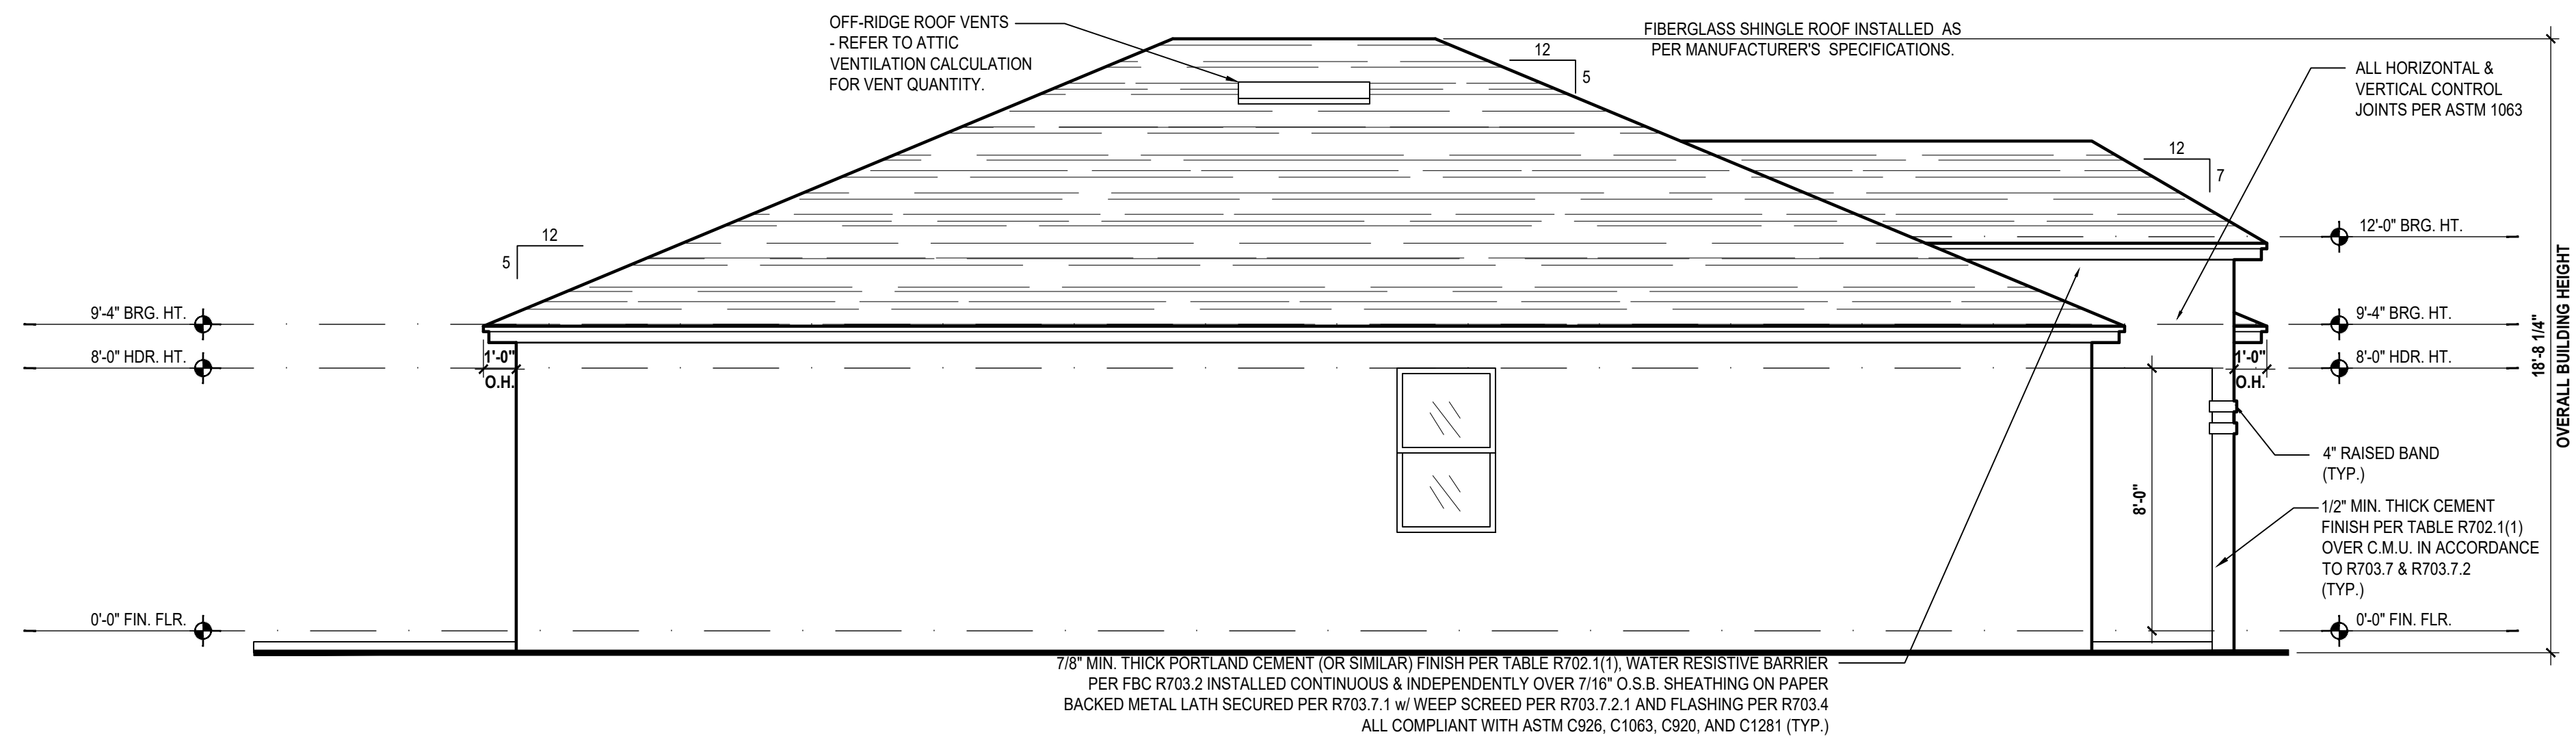 OFF-RIDGE ROOF VENTS
- REFER TO ATTIC
VENTILATION CALCULATION
FOR VENT QUANTITY.
FIBERGLASS SHINGLE ROOF INSTALLED AS
PER MANUFACTURER'S SPECIFICATIONS.
12
5
ALL HORIZONTAL &
VERTICAL CONTROL
JOINTS PER ASTM 1063
12
7
12
5
12'-0" BRG. HT.
9'-4" BRG. HT.
9'-4" BRG. HT.
8'-0" HDR. HT.
8'-0" HDR. HT.
1'-0"
O.H.
1'-0"
O.H.
18'-8 1/4"
OVERALL BUILDING HEIGHT
4" RAISED BAND
(TYP.)
8'-0"
1/2" MIN. THICK CEMENT
FINISH PER TABLE R702.1(1)
OVER C.M.U. IN ACCORDANCE
TO R703.7 & R703.7.2
(TYP.)
0'-0" FIN. FLR.
0'-0" FIN. FLR.
7/8" MIN. THICK PORTLAND CEMENT (OR SIMILAR) FINISH PER TABLE R702.1(1), WATER RESISTIVE BARRIER
PER FBC R703.2 INSTALLED CONTINUOUS & INDEPENDENTLY OVER 7/16" O.S.B. SHEATHING ON PAPER
BACKED METAL LATH SECURED PER R703.7.1 w/ WEEP SCREED PER R703.7.2.1 AND FLASHING PER R703.4
ALL COMPLIANT WITH ASTM C926, C1063, C920, AND C1281 (TYP.)